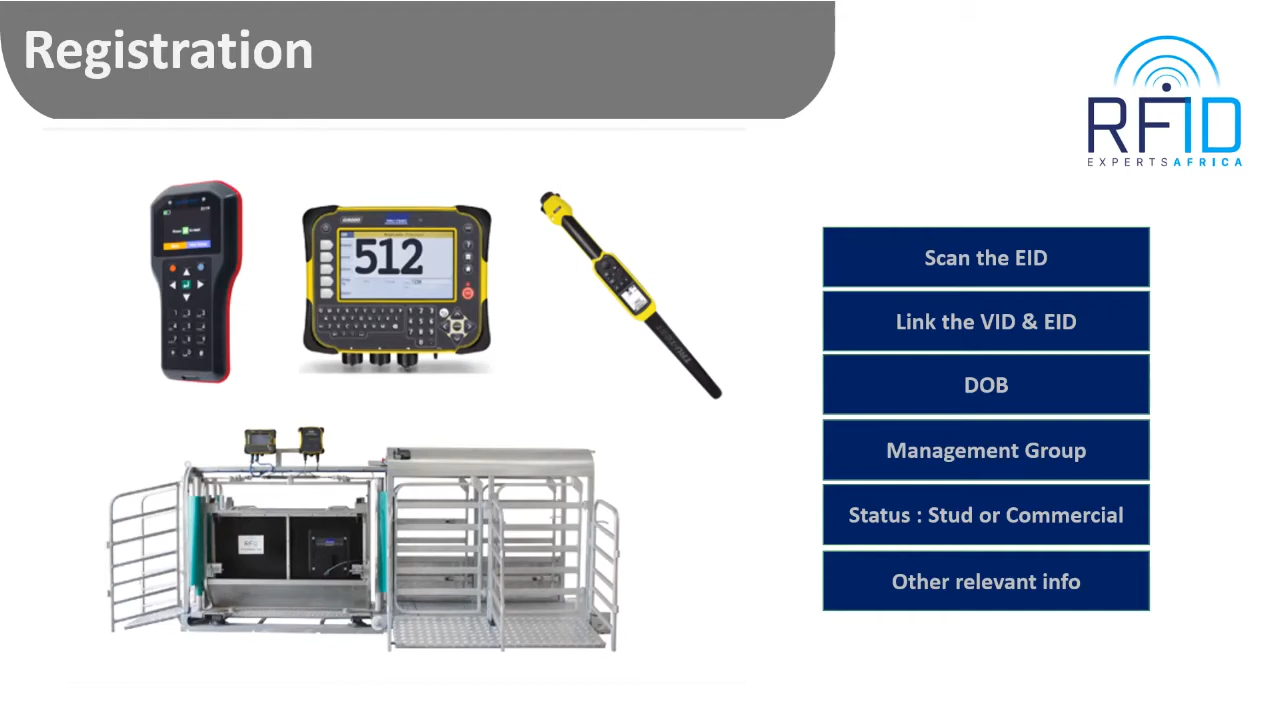 Registration
RFID
EXPERTSAFRICA
512
Scan the EID
Link the VID & EID
DOB
Management Group
Status : Stud or Commercial
Other relevant info
RFID